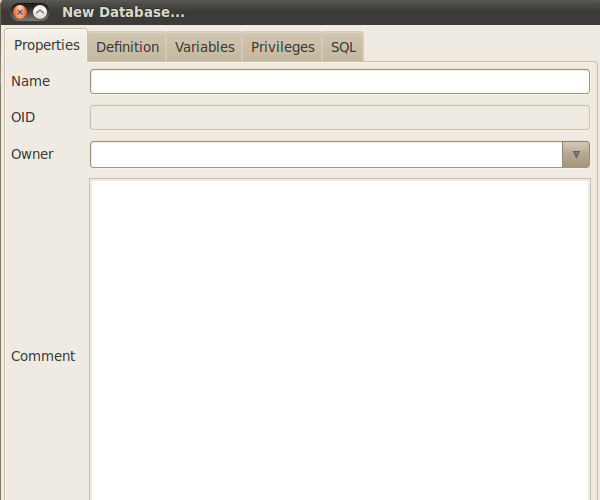 New Database...
Properties Definition Variables Privileges SQL
Name
OID
Owner
Comment